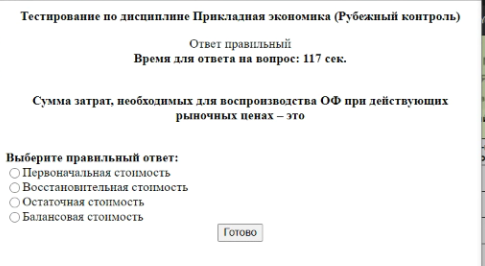 Тестирование по дисциплине Прикладная экономика (Рубежный контроль)
Ответ правильный
Время для ответа на вопрос: 117 сек.
Сумма затрат, необходимых для воспроизводства ОФ при действующих
рыночных ценах – это
Выберите правильный ответ:
Первоначальная стоимость
Восстановительная стоимость
Остаточная стоимость
Балансовая стоимость
Готово